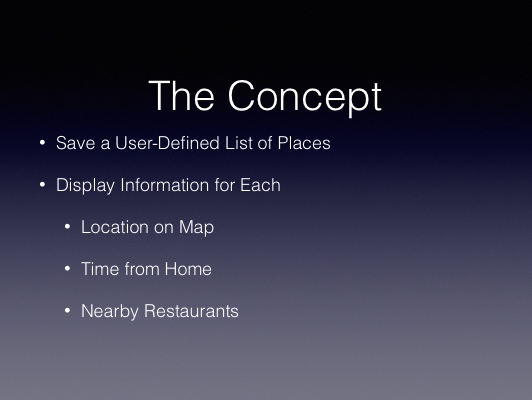 The Concept
• Save a User-Defined List of Places
• Display Information for Each
• Location on Map
• Time from Home
• Nearby Restaurants